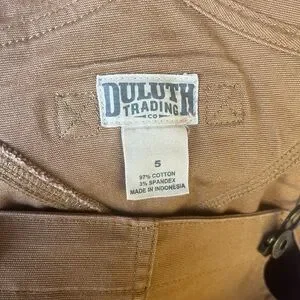 DULUTH
TRADING
CO
5
97% COTTON
3% SPANDEX
MADE IN INDONESIA